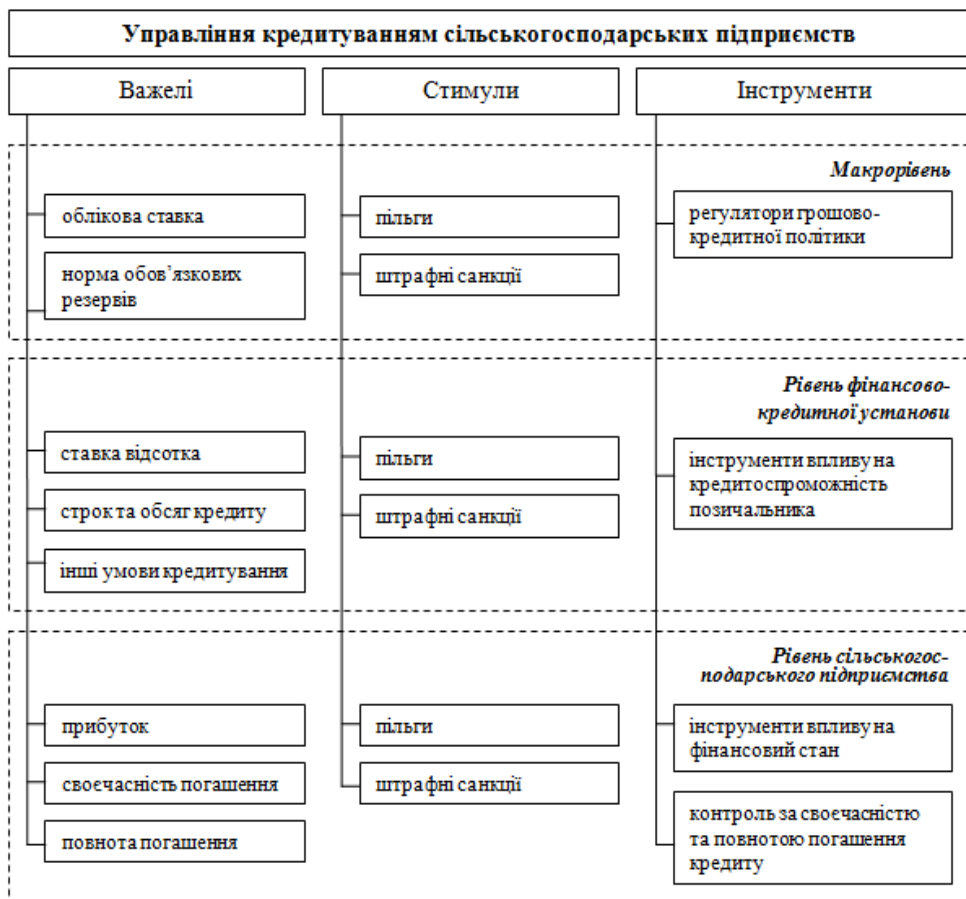 Управління кредитуванням сільськогосподарських підприємств
Важелі
Стимули
Інструменти
Макрорівень
облікова ставка
норма обов’язкових
резервів
пільги
штрафні санкції
регулятори грошово-
кредитної політики
Рівень фінансово-
кредитної установи
ставка відсотка
строк та обсяг кредиту
інші умови кредитування
пільги
штрафні санкції
інструменти впливу на
кредитоспроможність
позичальника
Рівень сільськогос-
подарського підприємства
прибуток
своєчасність погашення
повнота погашення
пільги
штрафні санкції
інструменти впливу на
фінансовий стан
контроль за своєчасністю
та повнотою погашення
кредиту